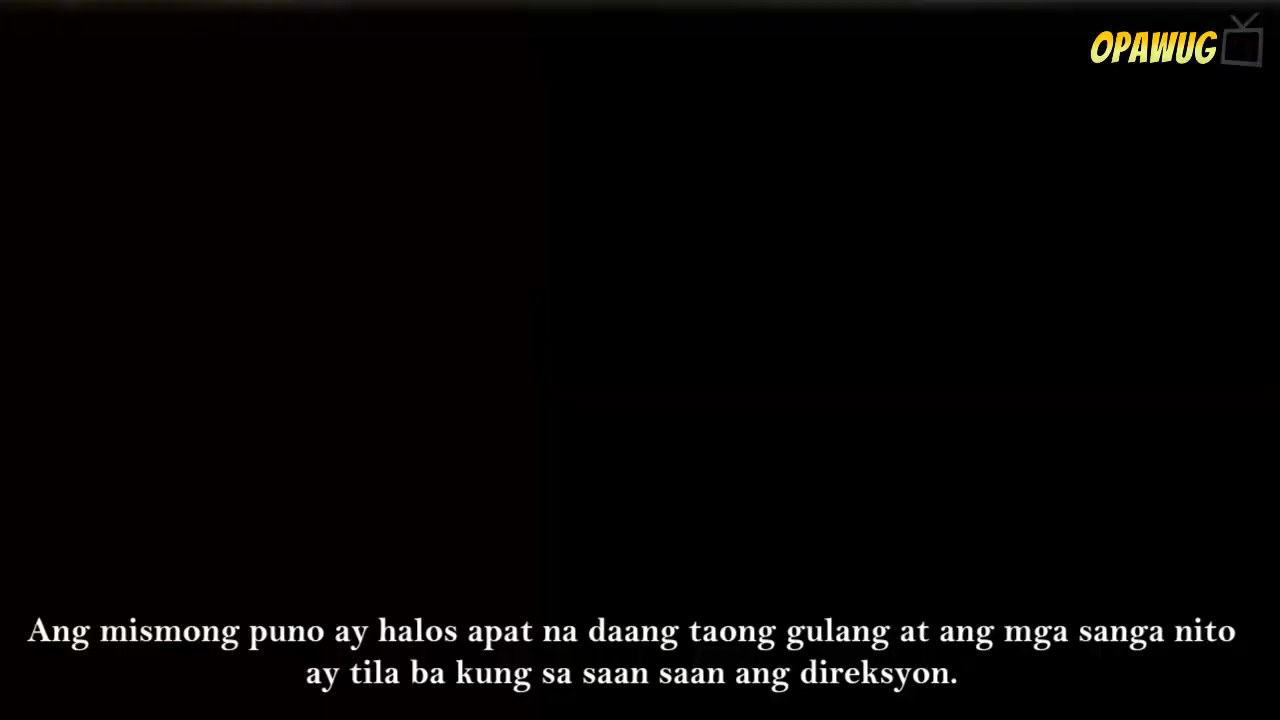 OPAWUG
Ang mismong puno ay halos apat na daang taong gulang at ang mga sanga nito
ay tila ba kung sa saan saan ang direksyon.